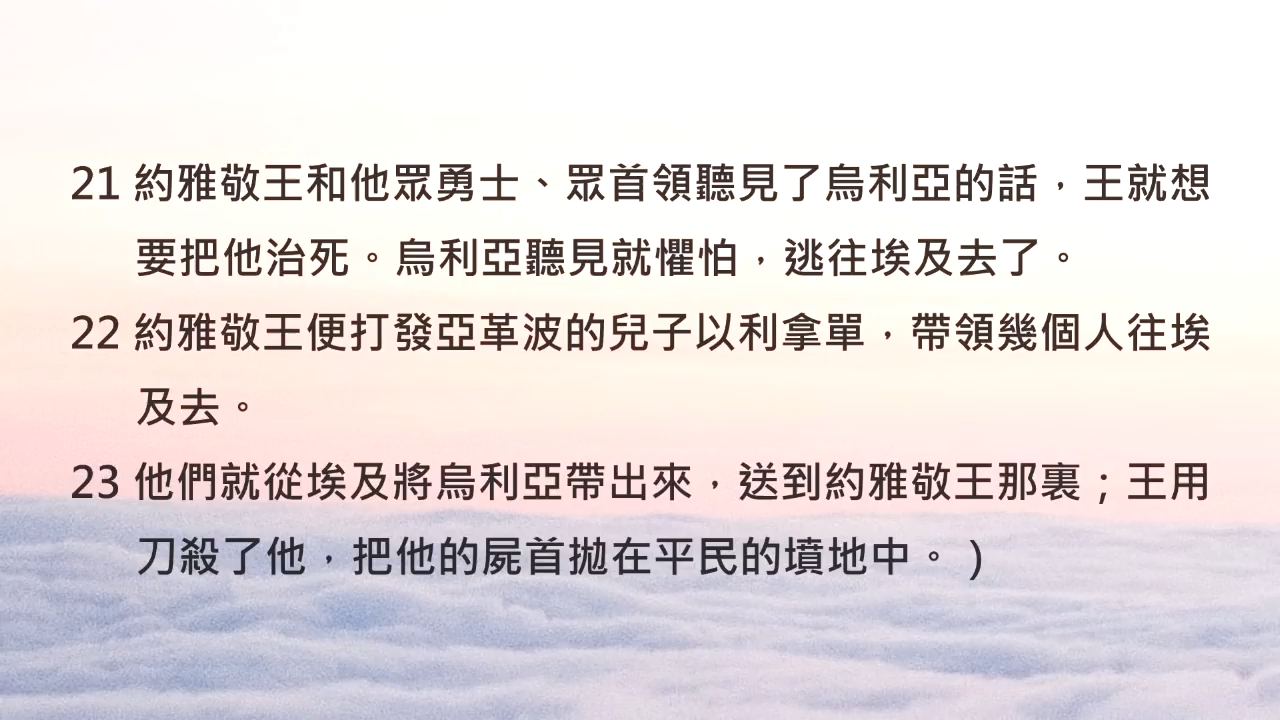 21 約雅敬王和他眾勇士、眾首領聽見了烏利亞的話，王就想
要把他治死。烏利亞聽見就懼怕，逃往埃及去了。
22 約雅敬王便打發亞革波的兒子以利拿單，帶領幾個人往埃
及去。
23 他們就從埃及將烏利亞帶出來，送到約雅敬王那裏；王用
刀殺了他，把他的屍首拋在平民的墳地中。）